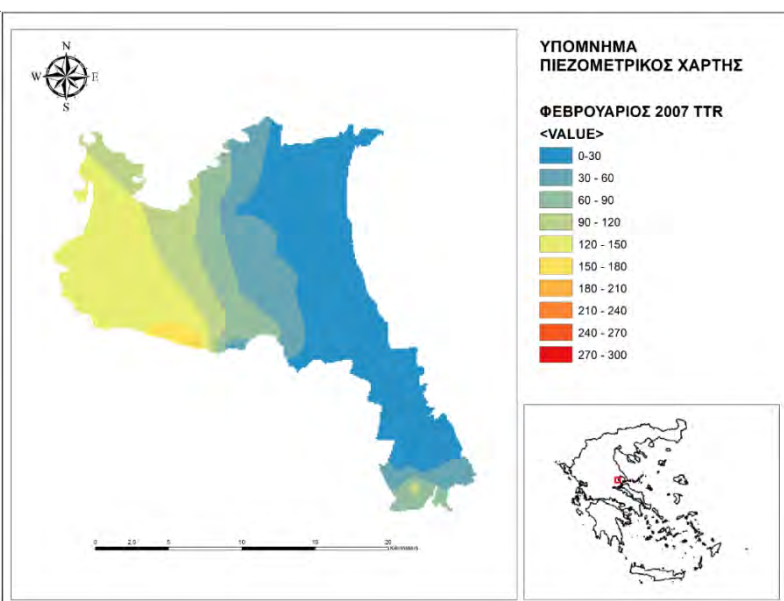 N
W E
S
ΥΠΟΜΝΗΜΑ
ΠΙΕΖΟΜΕΤΡΙΚΟΣ ΧΑΡΤΗΣ
ΦΕΒΡΟΥΑΡΙΟΣ 2007 TTR
<VALUE>
0-30
30 - 60
60 - 90
90 - 120
120 - 150
150 - 180
180 - 210
210 - 240
240 - 270
270 - 300
0 2,5 5 10 15 20
Kilometers